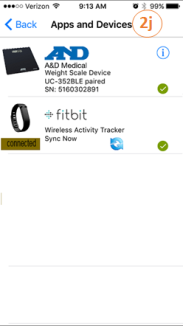 Verizon 9:13 AM 99%
Back Apps and Devices 2j
AND
A&D Medical
Weight Scale Device
UC-352BLE paired
SN: 5160302891
fitbit
Wireless Activity Tracker
Sync Now
connected